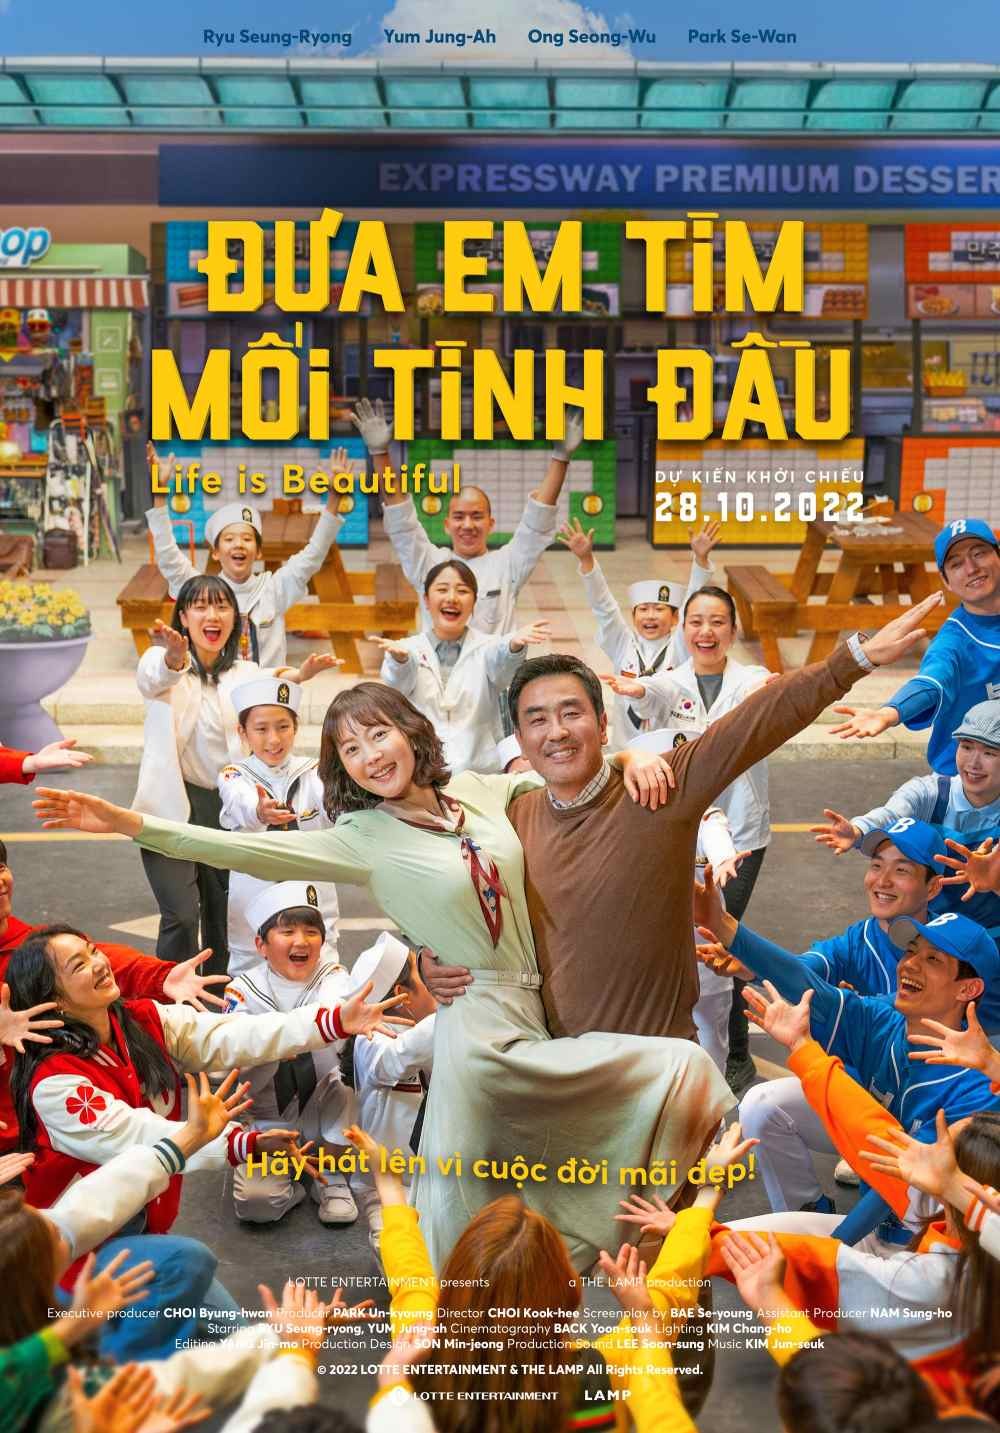 Ryu Seung-Ryong Yum Jung-Ah Ong Seong-Wu Park Se-Wan
EXPRESSWAY PREMIUM DESSER
ĐƯA EM TÌM
MỐI TÌNH ĐẦU
Life is Beautiful
DỰ KIẾN KHỞI CHIẾU
28.10.2022
Hãy hát lên vì cuộc đời mãi đẹp!
LOTTE ENTERTAINMENT presents a THE LAMP production
Executive producer CHOI Byung-hwan Producer PARK Un-kyoung Director CHOI Kook-hee Screenplay by BAE Se-young Assistant Producer NAM Sung-ho
Starring RYU Seung-ryong, YUM Jung-ah Cinematography BACK Yoon-seuk Lighting KIM Chang-ho
Editing YANG Jin-mo Production Design SON Min-jeong Production Sound LEE Soon-sung Music KIM Jun-seuk
© 2022 LOTTE ENTERTAINMENT & THE LAMP All Rights Reserved.
LOTTE ENTERTAINMENT LAMP